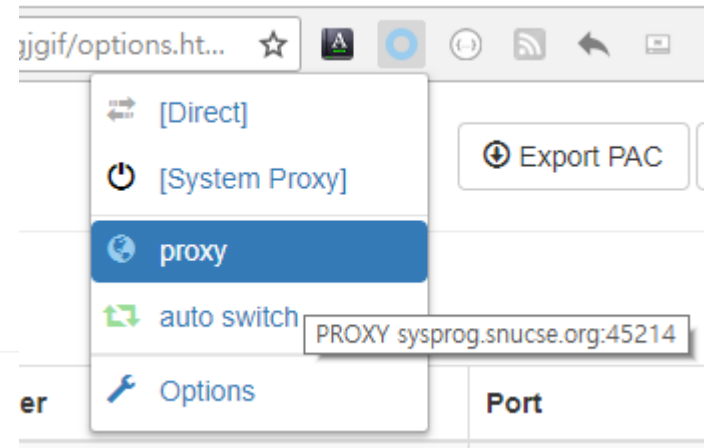 gjgif/options.ht...
[Direct]
Export PAC
[System Proxy]
proxy
auto switch
PROXY sysprog.snucse.org:45214
er
Options
Port